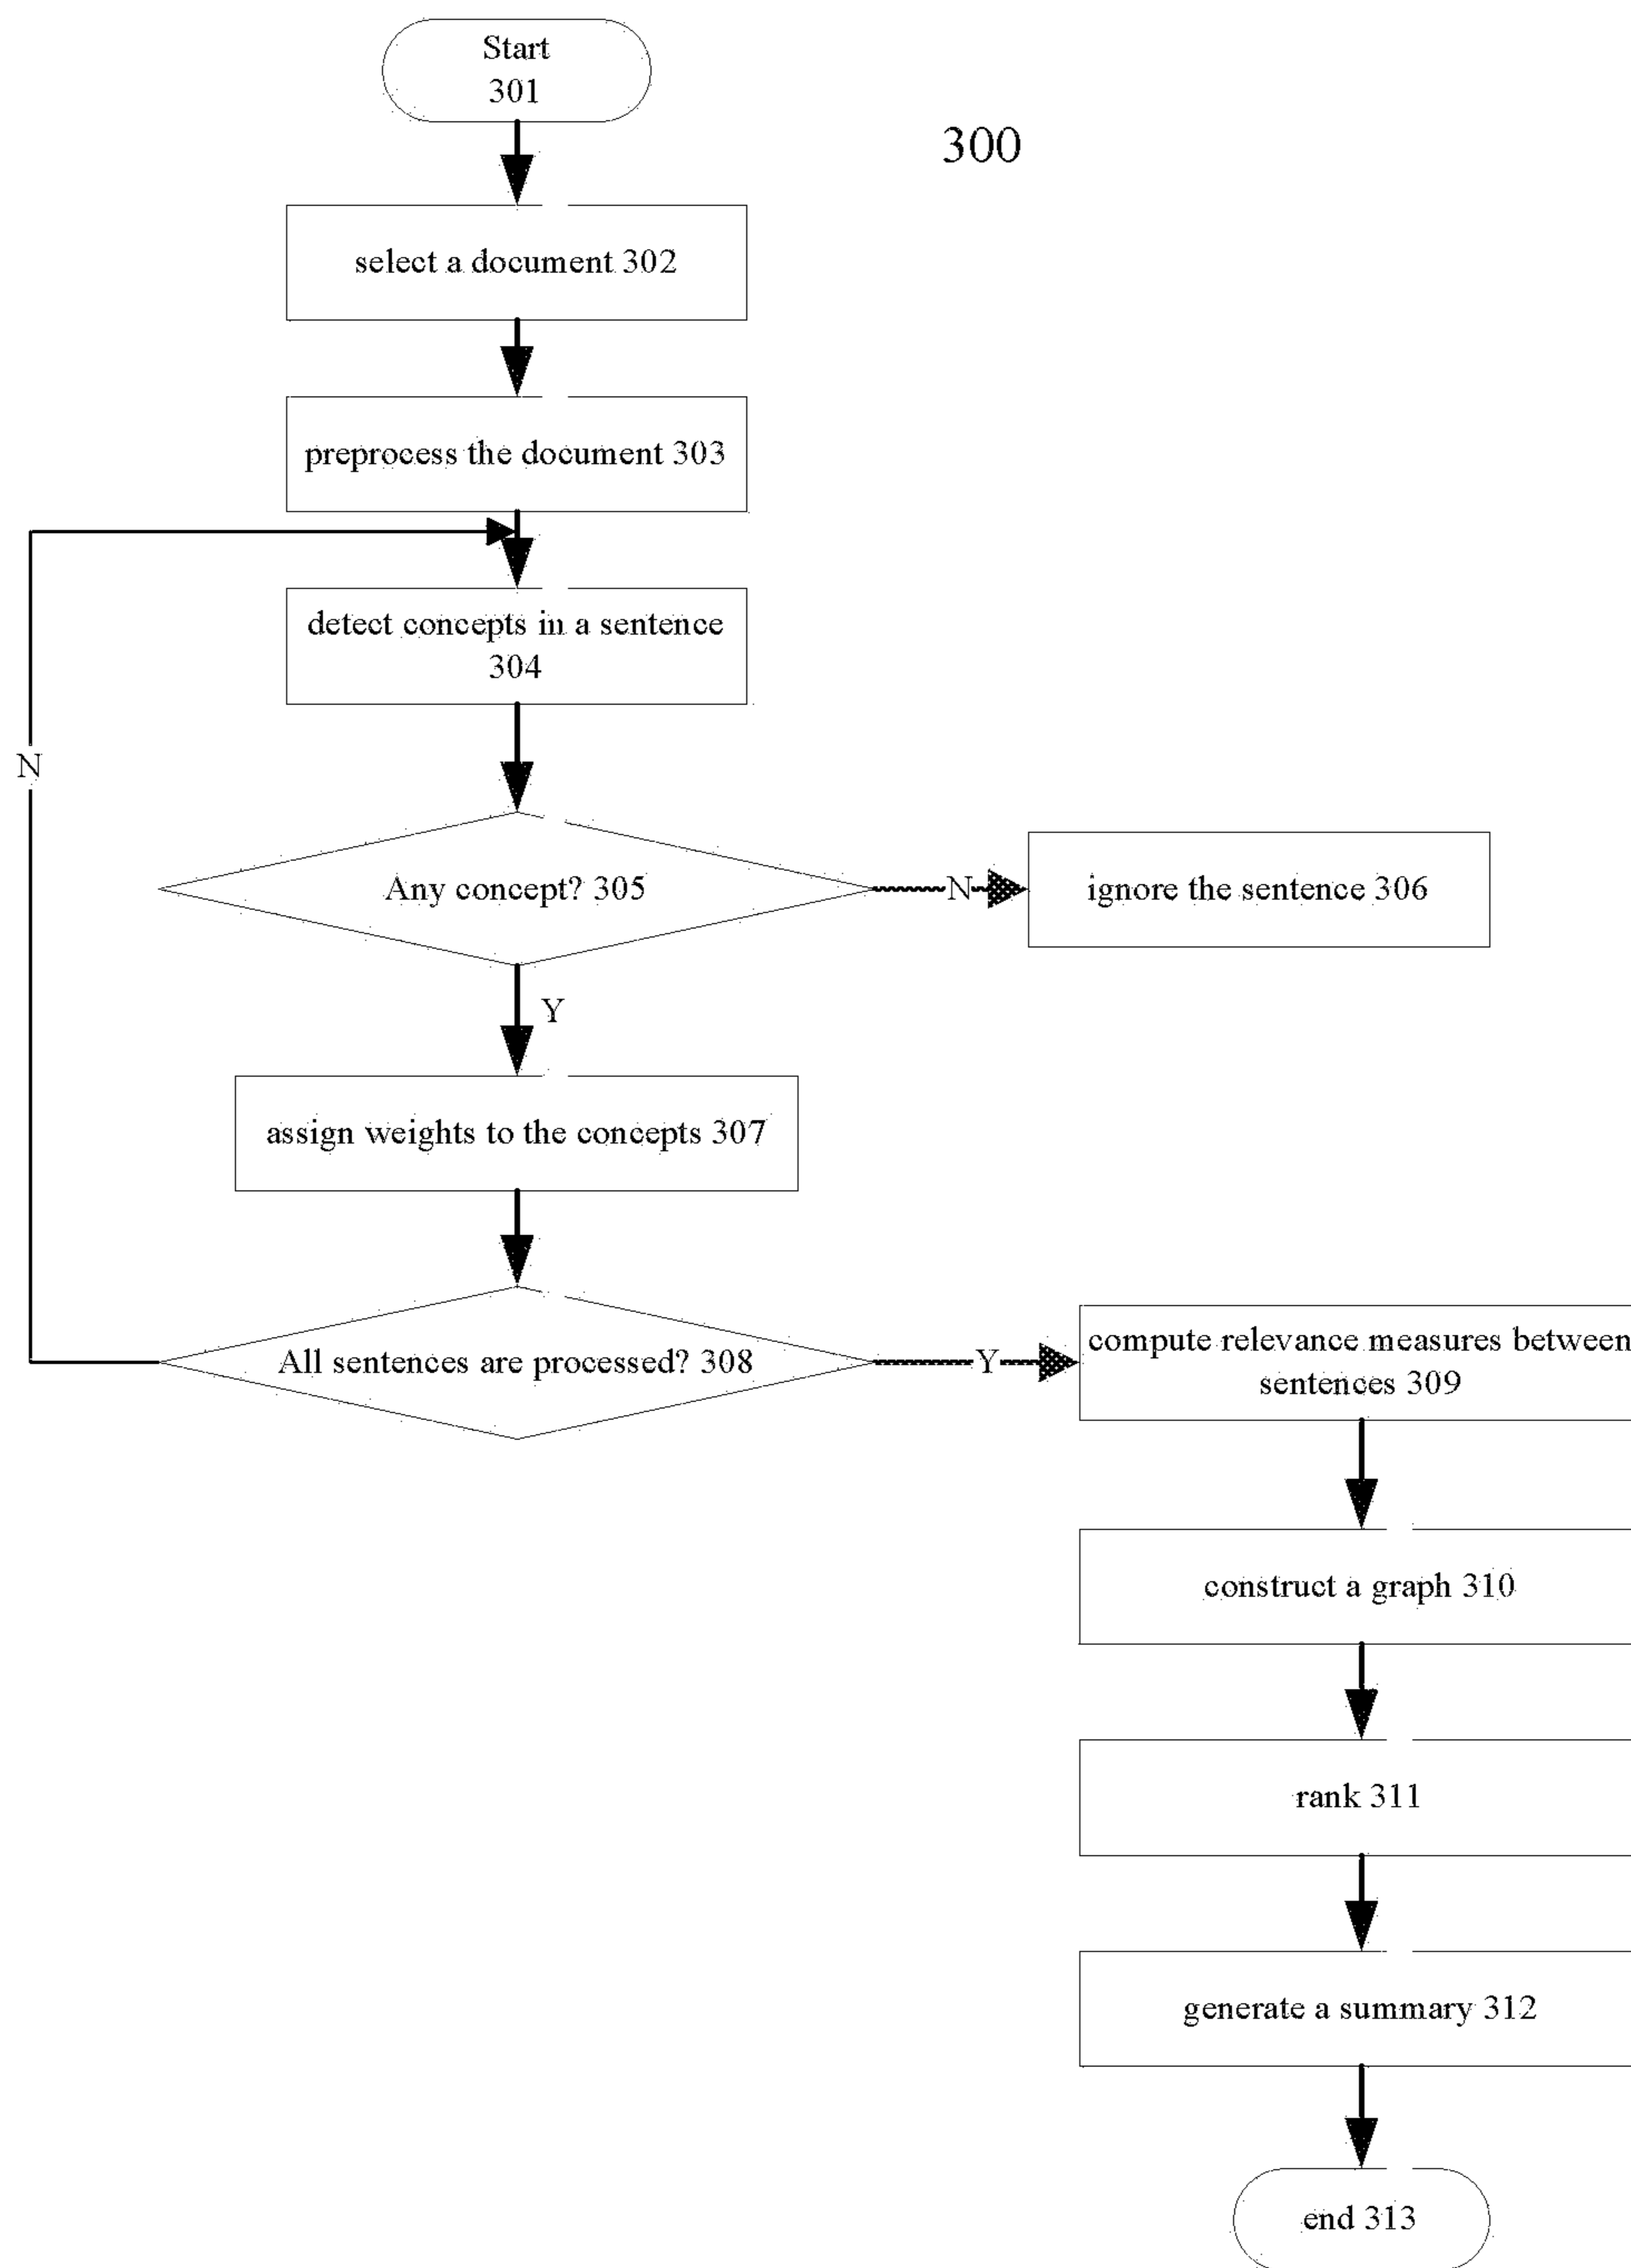 Start
301
300
select a document 302
preprocess the document 303
detect concepts in a sentence
304
N
Any concept? 305
N
ignore the sentence 306
Y
assign weights to the concepts 307
All sentences are processed? 308
Y
compute relevance measures between
sentences 309
construct a graph 310
rank 311
generate a summary 312
end 313